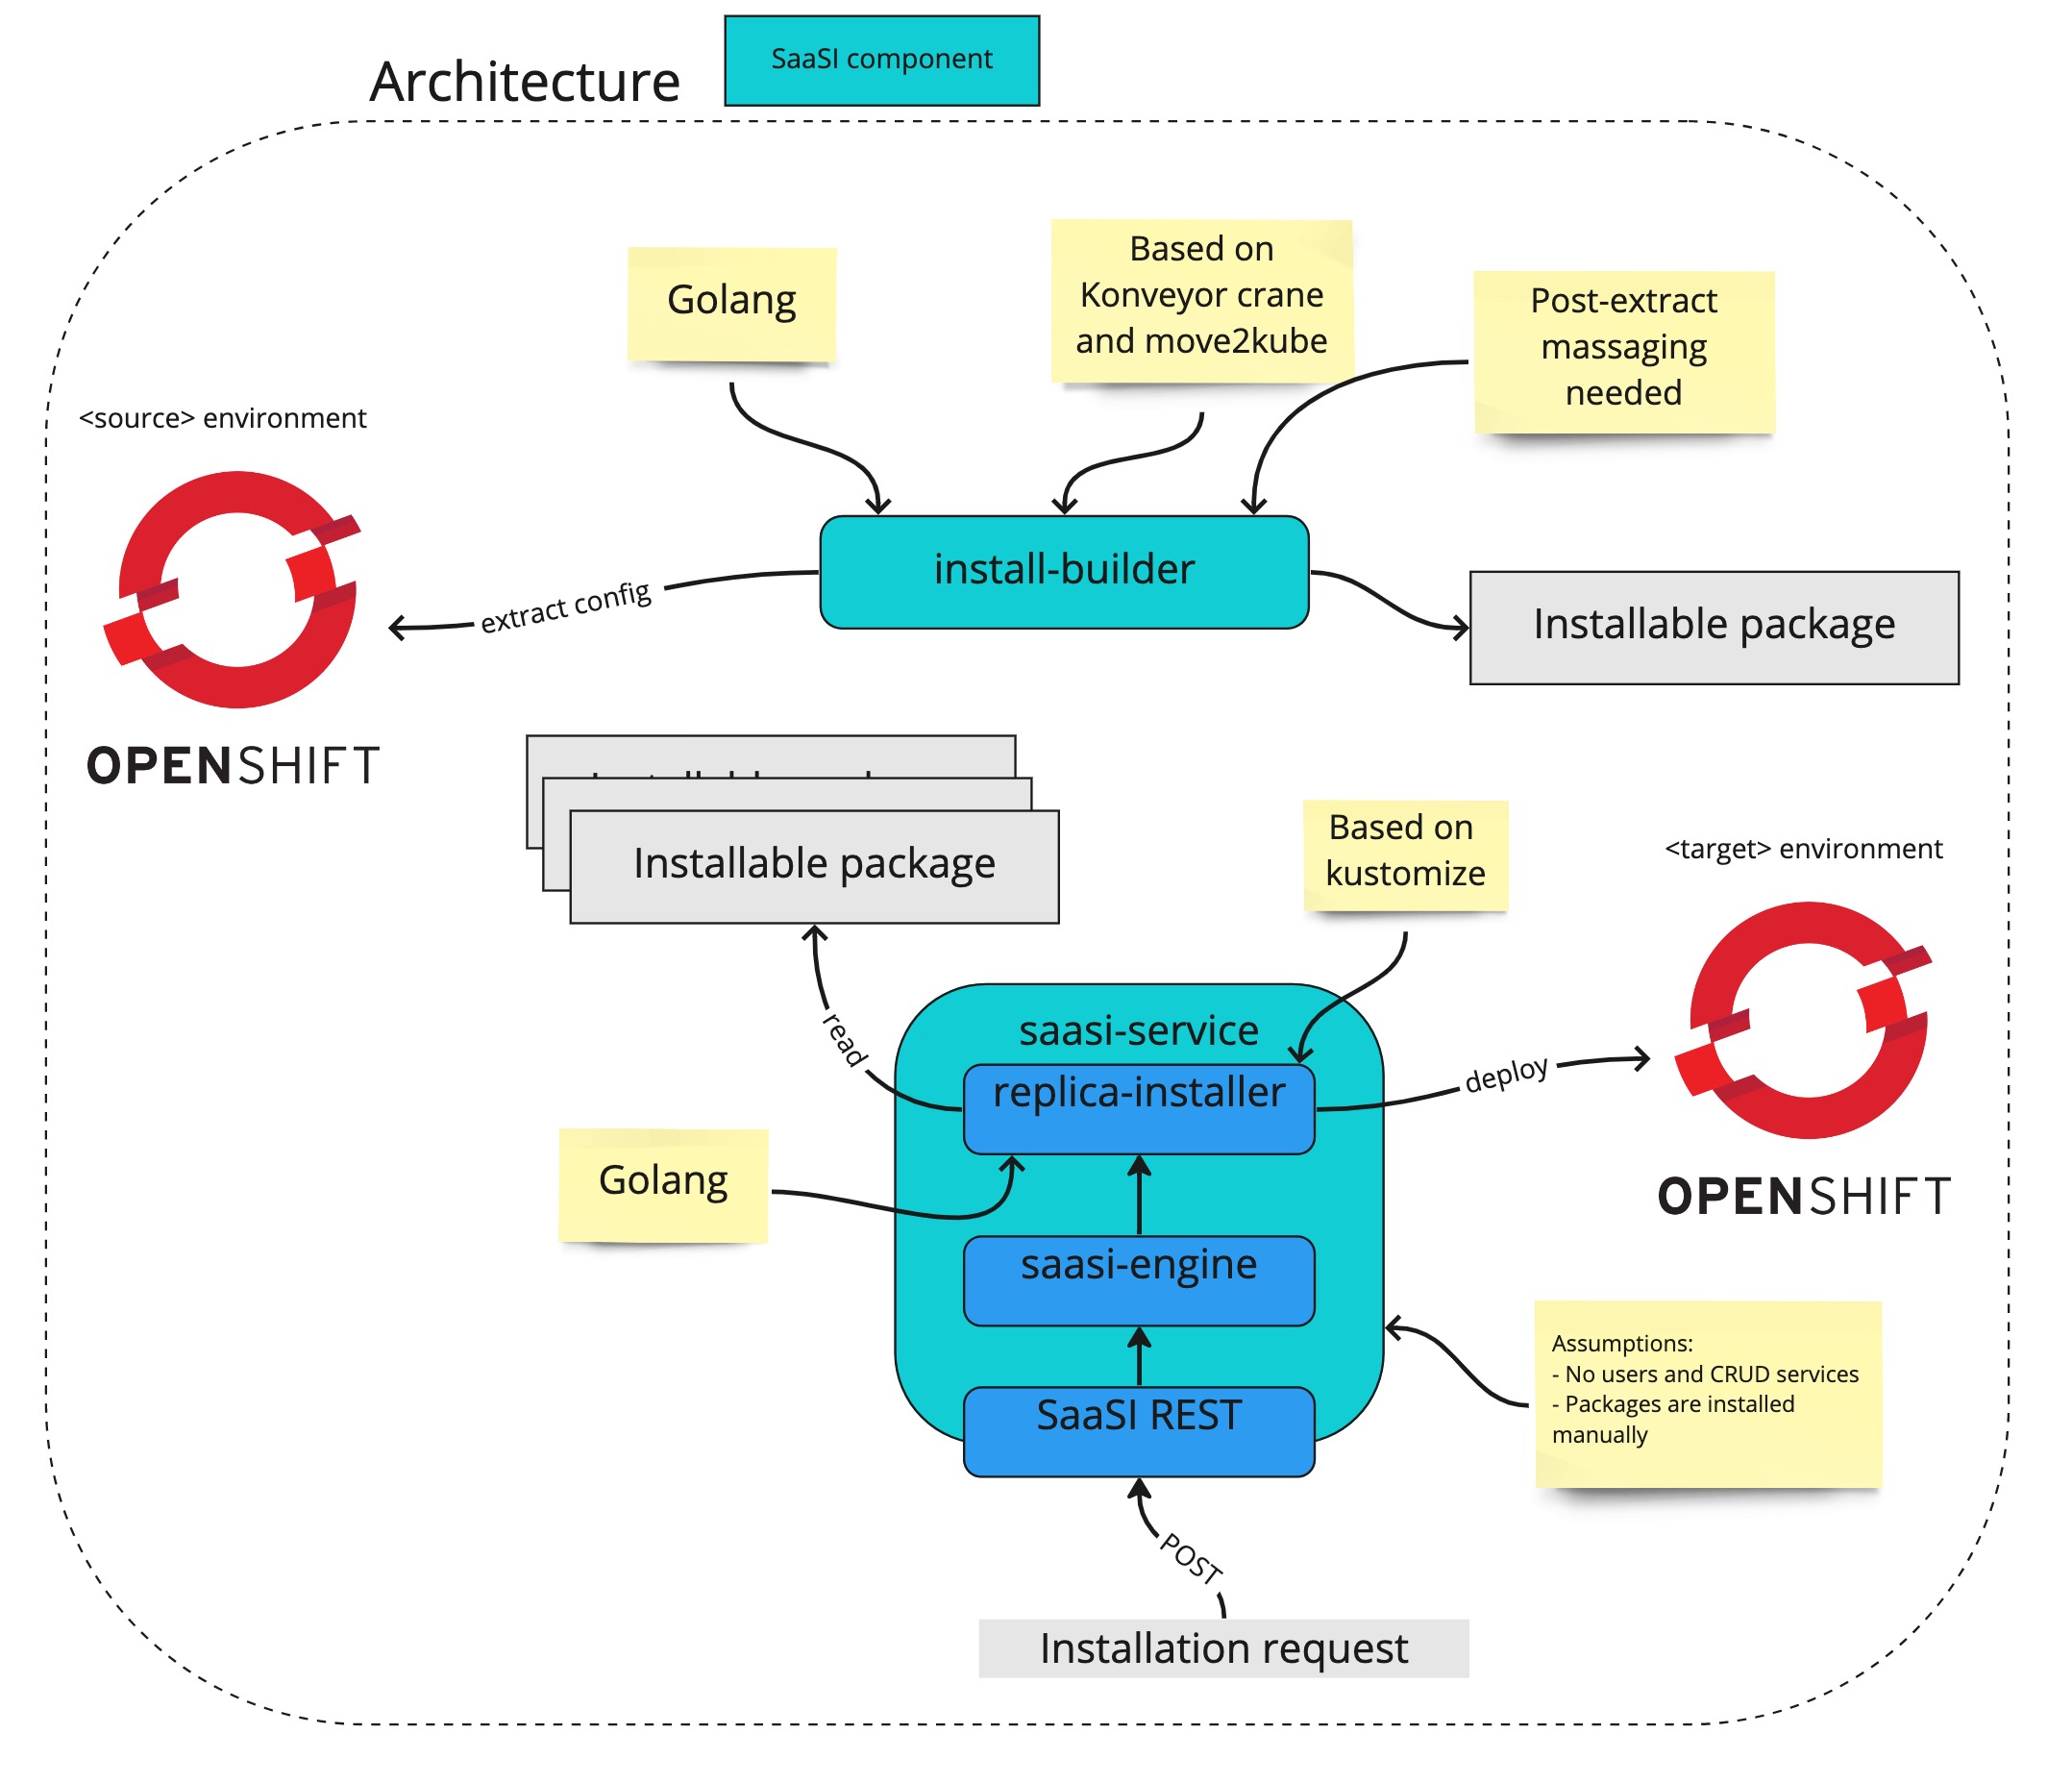 SaaSI component
Architecture
Golang
Based on
Konveyor crane
and move2kube
Post-extract
massaging
needed
<source> environment
install-builder
extract config
Installable package
OPENSHIFT
Installable package
Based on
kustomize
<target> environment
saasi-service
read
replica-installer
deploy
Golang
OPENSHIFT
saasi-engine
Assumptions:
- No users and CRUD services
- Packages are installed
manually
SaaSI REST
POST
Installation request